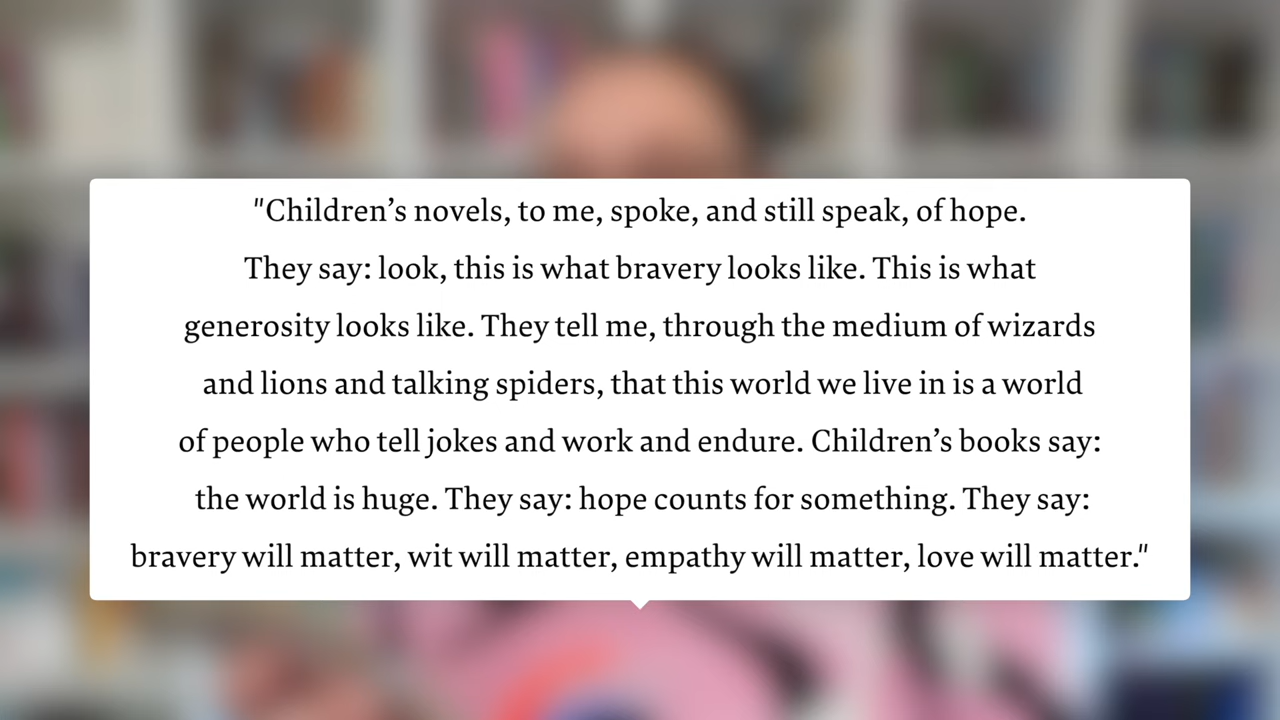 "Children’s novels, to me, spoke, and still speak, of hope.
They say: look, this is what bravery looks like. This is what
generosity looks like. They tell me, through the medium of wizards
and lions and talking spiders, that this world we live in is a world
of people who tell jokes and work and endure. Children’s books say:
the world is huge. They say: hope counts for something. They say:
bravery will matter, wit will matter, empathy will matter, love will matter."